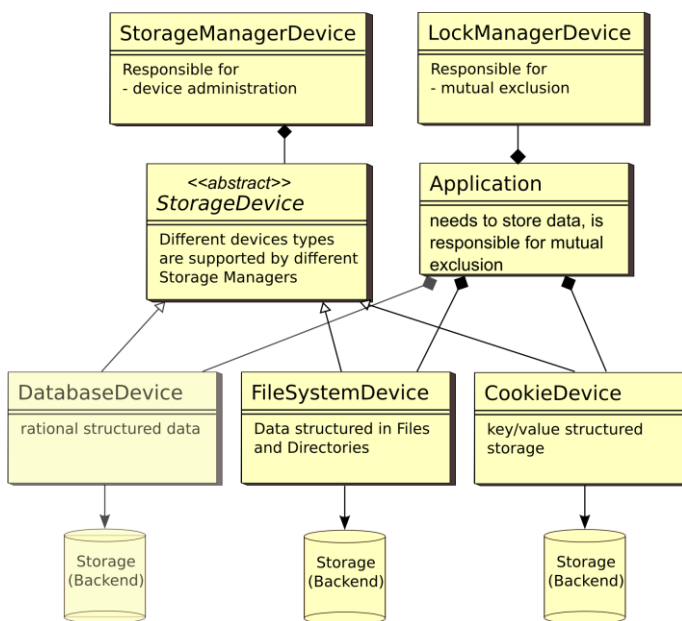 StorageManagerDevice
Responsible for
- device administration
LockManagerDevice
Responsible for
- mutual exclusion
<<abstract>>
StorageDevice
Different devices types
are supported by different
Storage Managers
Application
needs to store data, is
responsible for mutual
exclusion
DatabaseDevice
rational structured data
FileSystemDevice
Data structured in Files
and Directories
CookieDevice
key/value structured
storage
Storage
(Backend)
Storage
(Backend)
Storage
(Backend)